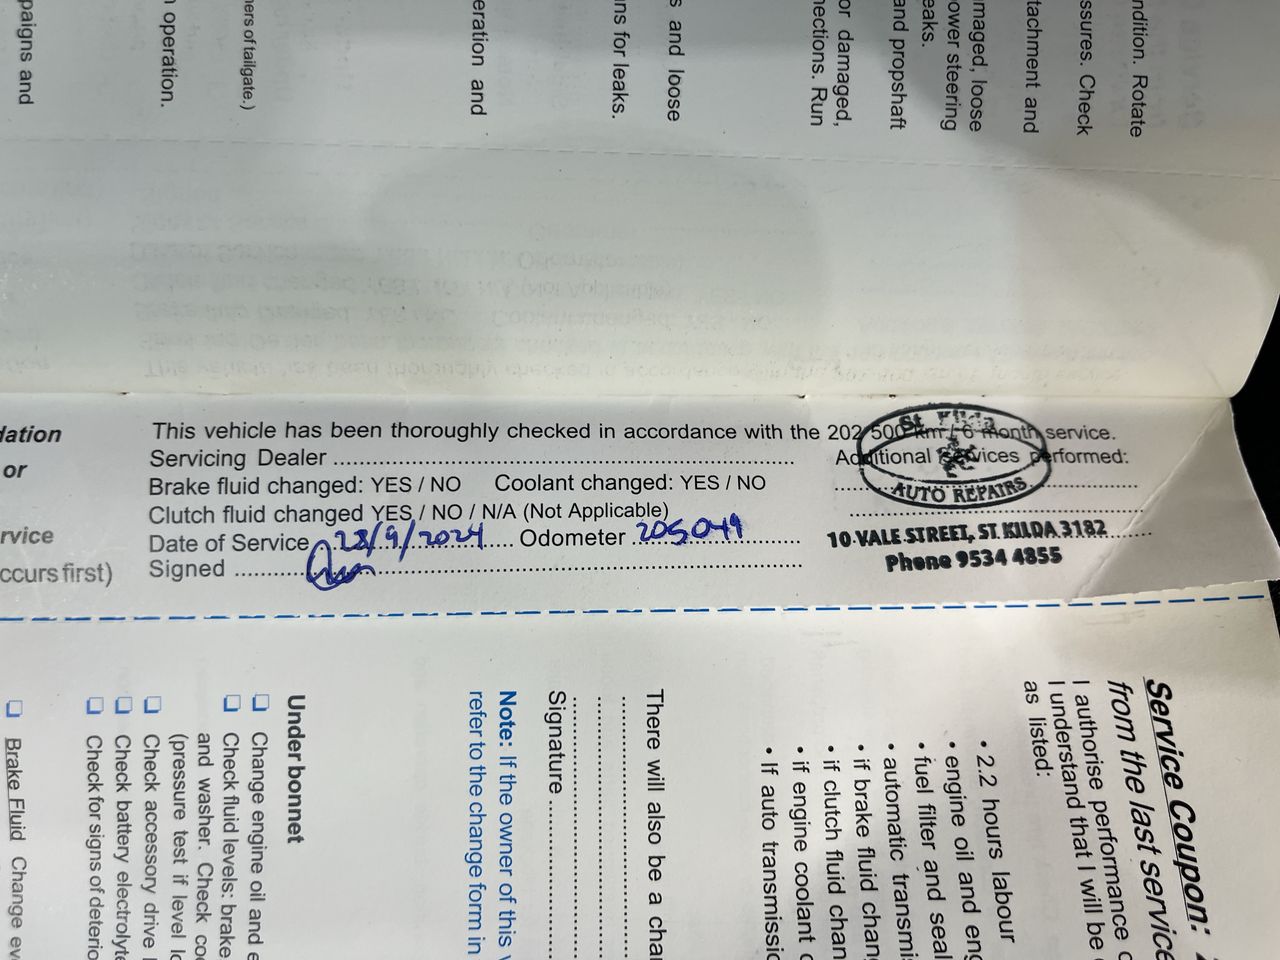 paigns and
n operation.
ners of tailgate.)
eration and
ns for leaks.
s and loose
or damaged,
nections. Run
and propshaft
eaks.
ower steering
maged, loose
tachment and
ssures. Check
ndition. Rotate
lation
or
rvice
ccurs first)
This vehicle has been thoroughly checked in accordance with the 202 500 km / 6 month service.
Servicing Dealer
Brake fluid changed: YES / NO Coolant changed: YES / NO
Clutch fluid changed YES / NO / N/A (Not Applicable)
Date of Service 28/9/2024 Odometer 205049
Signed
Additional services performed:
St Kilda
AUTO REPAIRS
10 VALE STREET, ST KILDA 3182
Phone 9534 4855
Service Coupon:
from the last service
I authorise performance
I understand that I will be
as listed:
• 2.2 hours labour
• engine oil and eng
• fuel filter and seal
• automatic transmi
• if brake fluid chang
• if clutch fluid chan
• if engine coolant
• If auto transmissio
There will also be a cha
Signature
Note: If the owner of this v
refer to the change form in
Under bonnet
❑ Change engine oil and e
❑ Check fluid levels: brake
and washer. Check coo
(pressure test if level lo
❑ Check accessory drive
❑ Check battery electrolyte
❑ Check for signs of deterio
❑ Brake Fluid Change ev